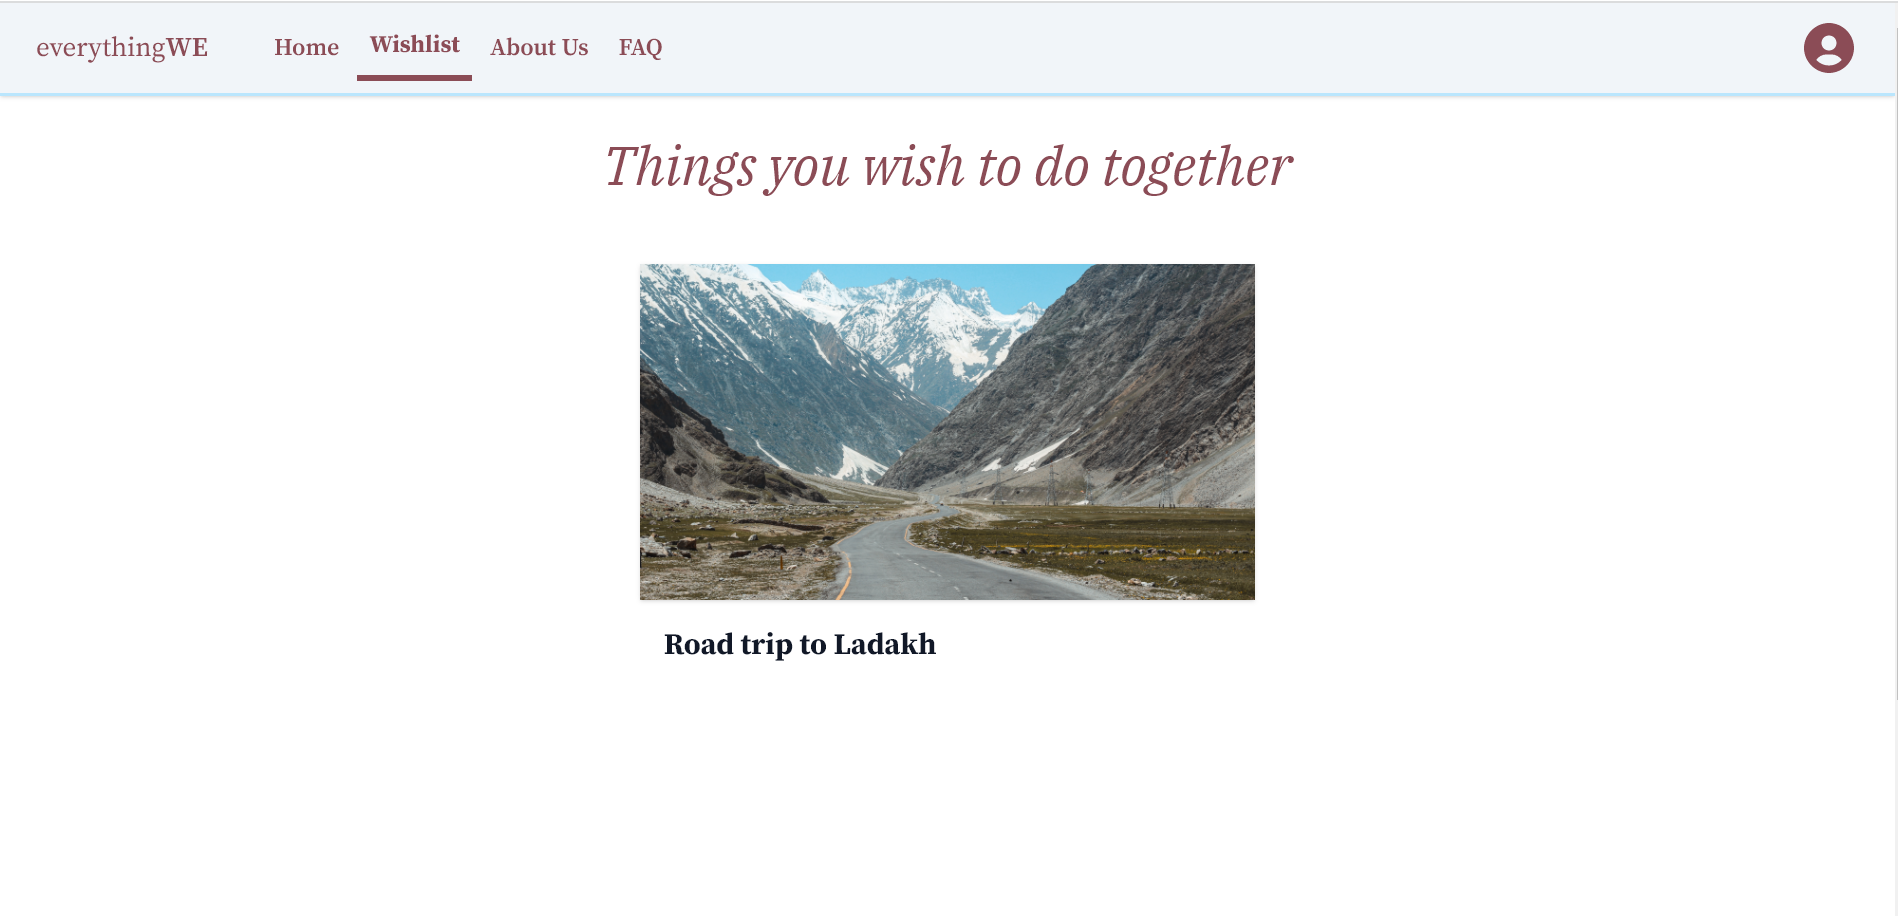 everythingWE Home Wishlist About Us FAQ
Things you wish to do together
Road trip to Ladakh